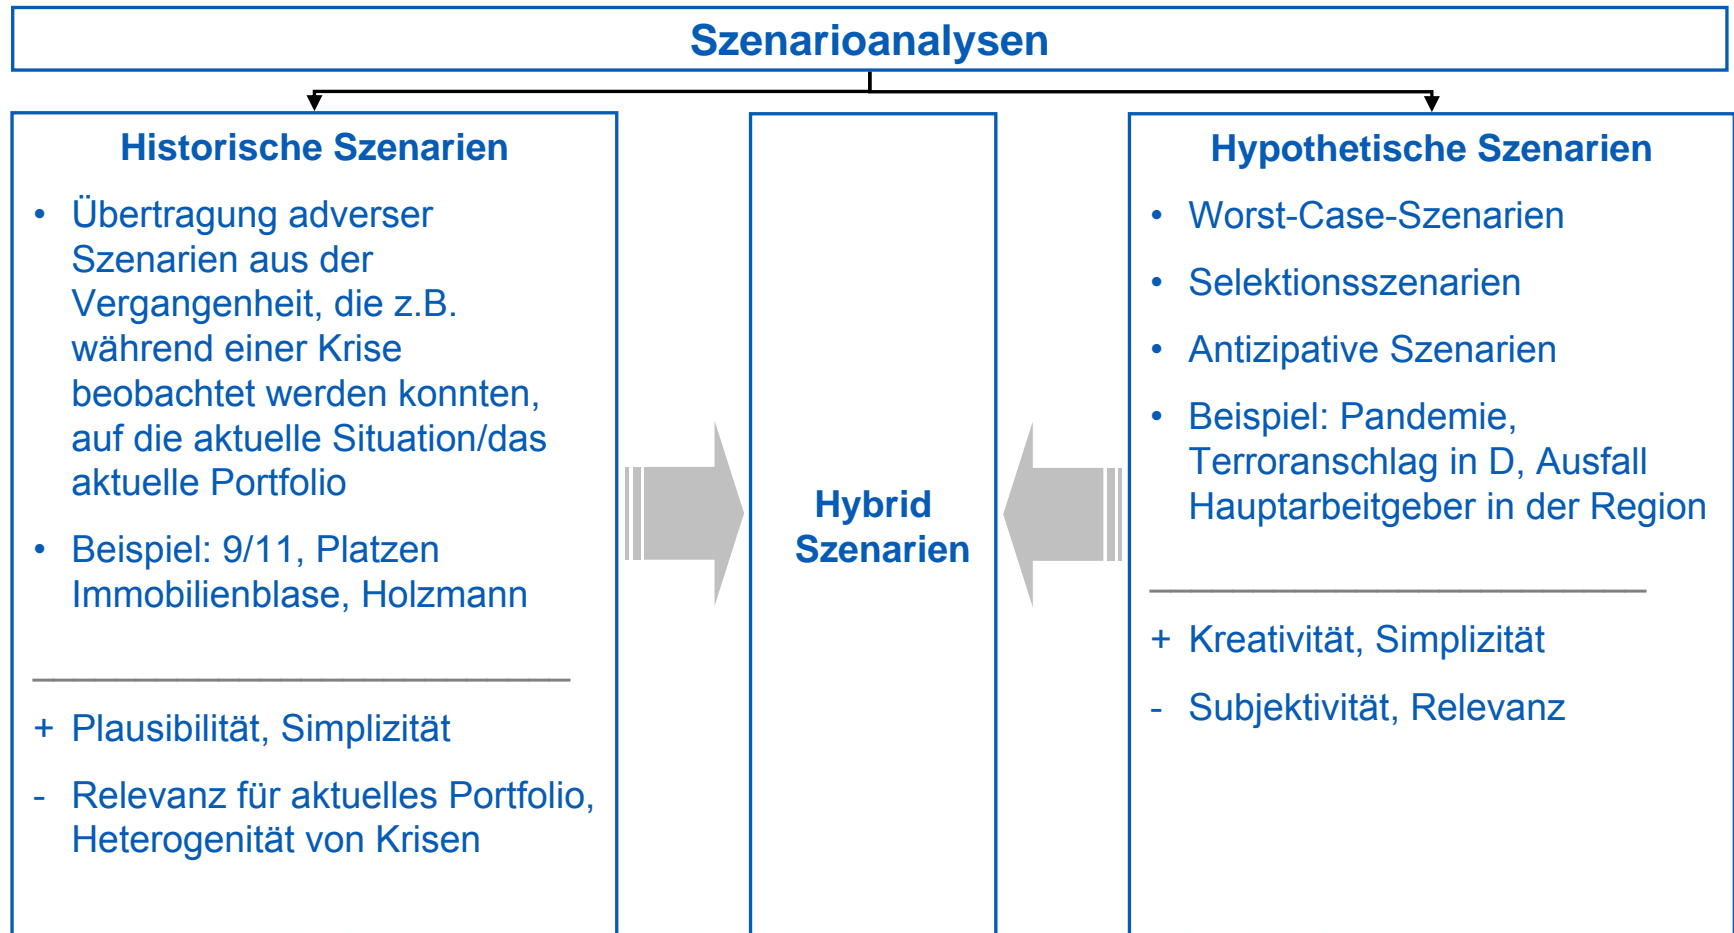 Szenarioanalysen
Historische Szenarien
• Übertragung adverser
Szenarien aus der
Vergangenheit, die z.B.
während einer Krise
beobachtet werden konnten,
auf die aktuelle Situation/das
aktuelle Portfolio
• Beispiel: 9/11, Platzen
Immobilienblase, Holzmann
+ Plausibilität, Simplizität
- Relevanz für aktuelles Portfolio,
Heterogenität von Krisen
Hybrid
Szenarien
Hypothetische Szenarien
• Worst-Case-Szenarien
• Selektionsszenarien
• Antizipative Szenarien
• Beispiel: Pandemie,
Terroranschlag in D, Ausfall
Hauptarbeitgeber in der Region
+ Kreativität, Simplizität
- Subjektivität, Relevanz